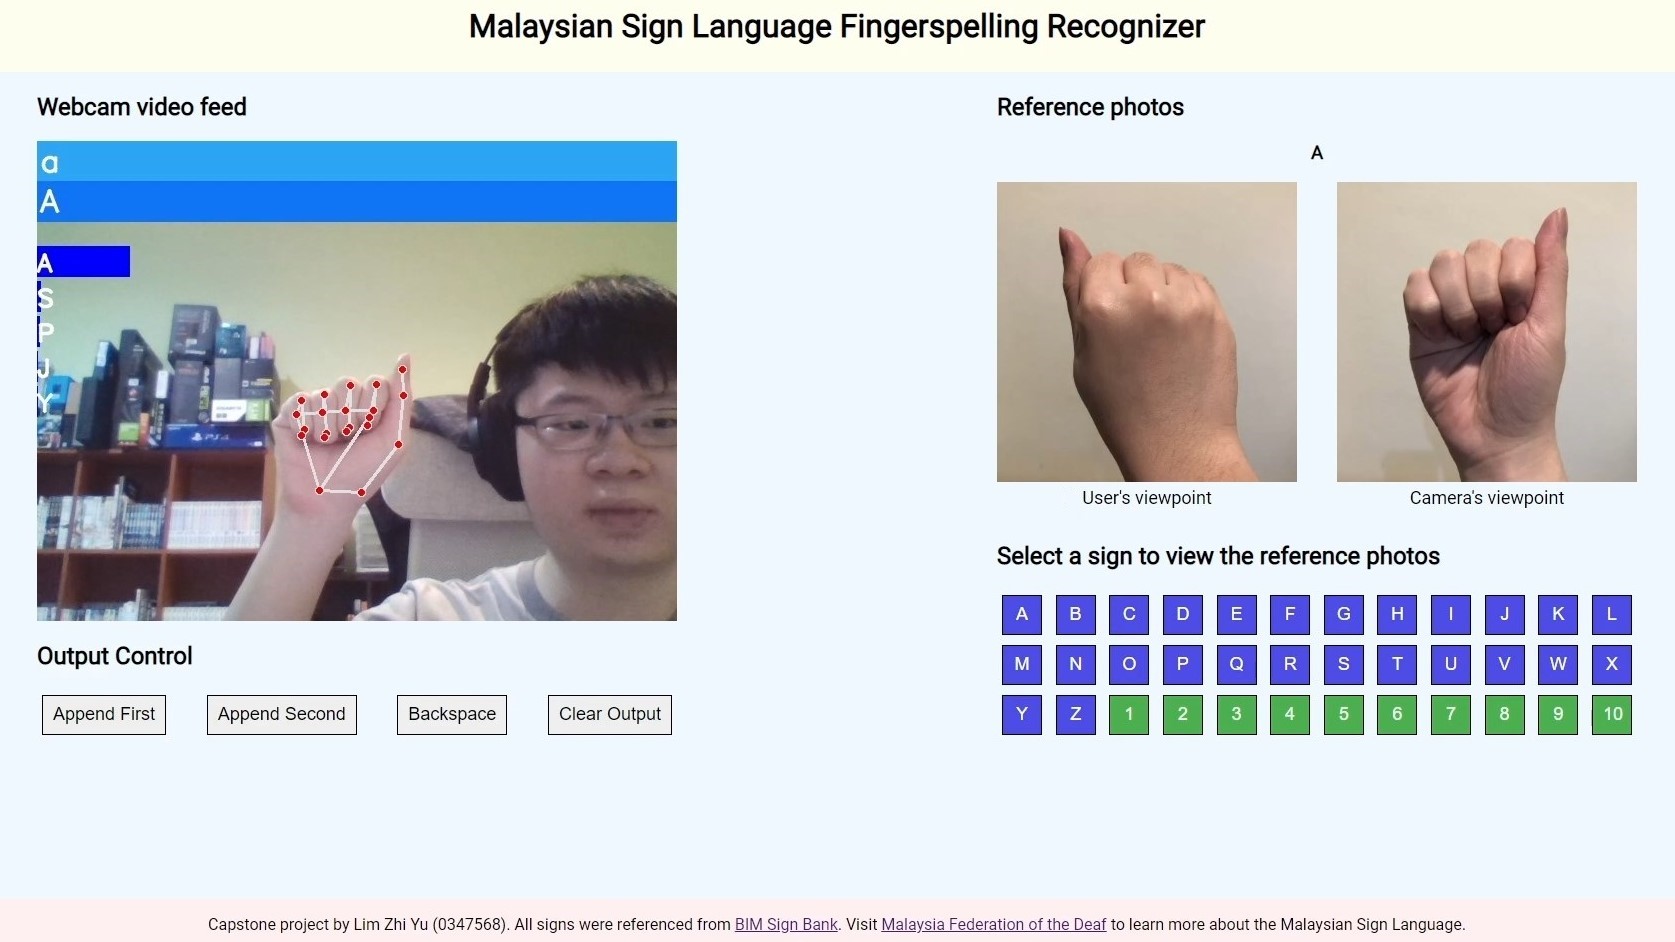 Malaysian Sign Language Fingerspelling Recognizer
Webcam video feed
a
A
A
S
P
J
Y
PS4
Output Control
Append First Append Second Backspace Clear Output
Reference photos
A
User's viewpoint Camera's viewpoint
Select a sign to view the reference photos
A B C D E F G H I J K L
M N O P Q R S T U V W X
Y Z 1 2 3 4 5 6 7 8 9 10
Capstone project by Lim Zhi Yu (0347568). All signs were referenced from BIM Sign Bank. Visit Malaysia Federation of the Deaf to learn more about the Malaysian Sign Language.